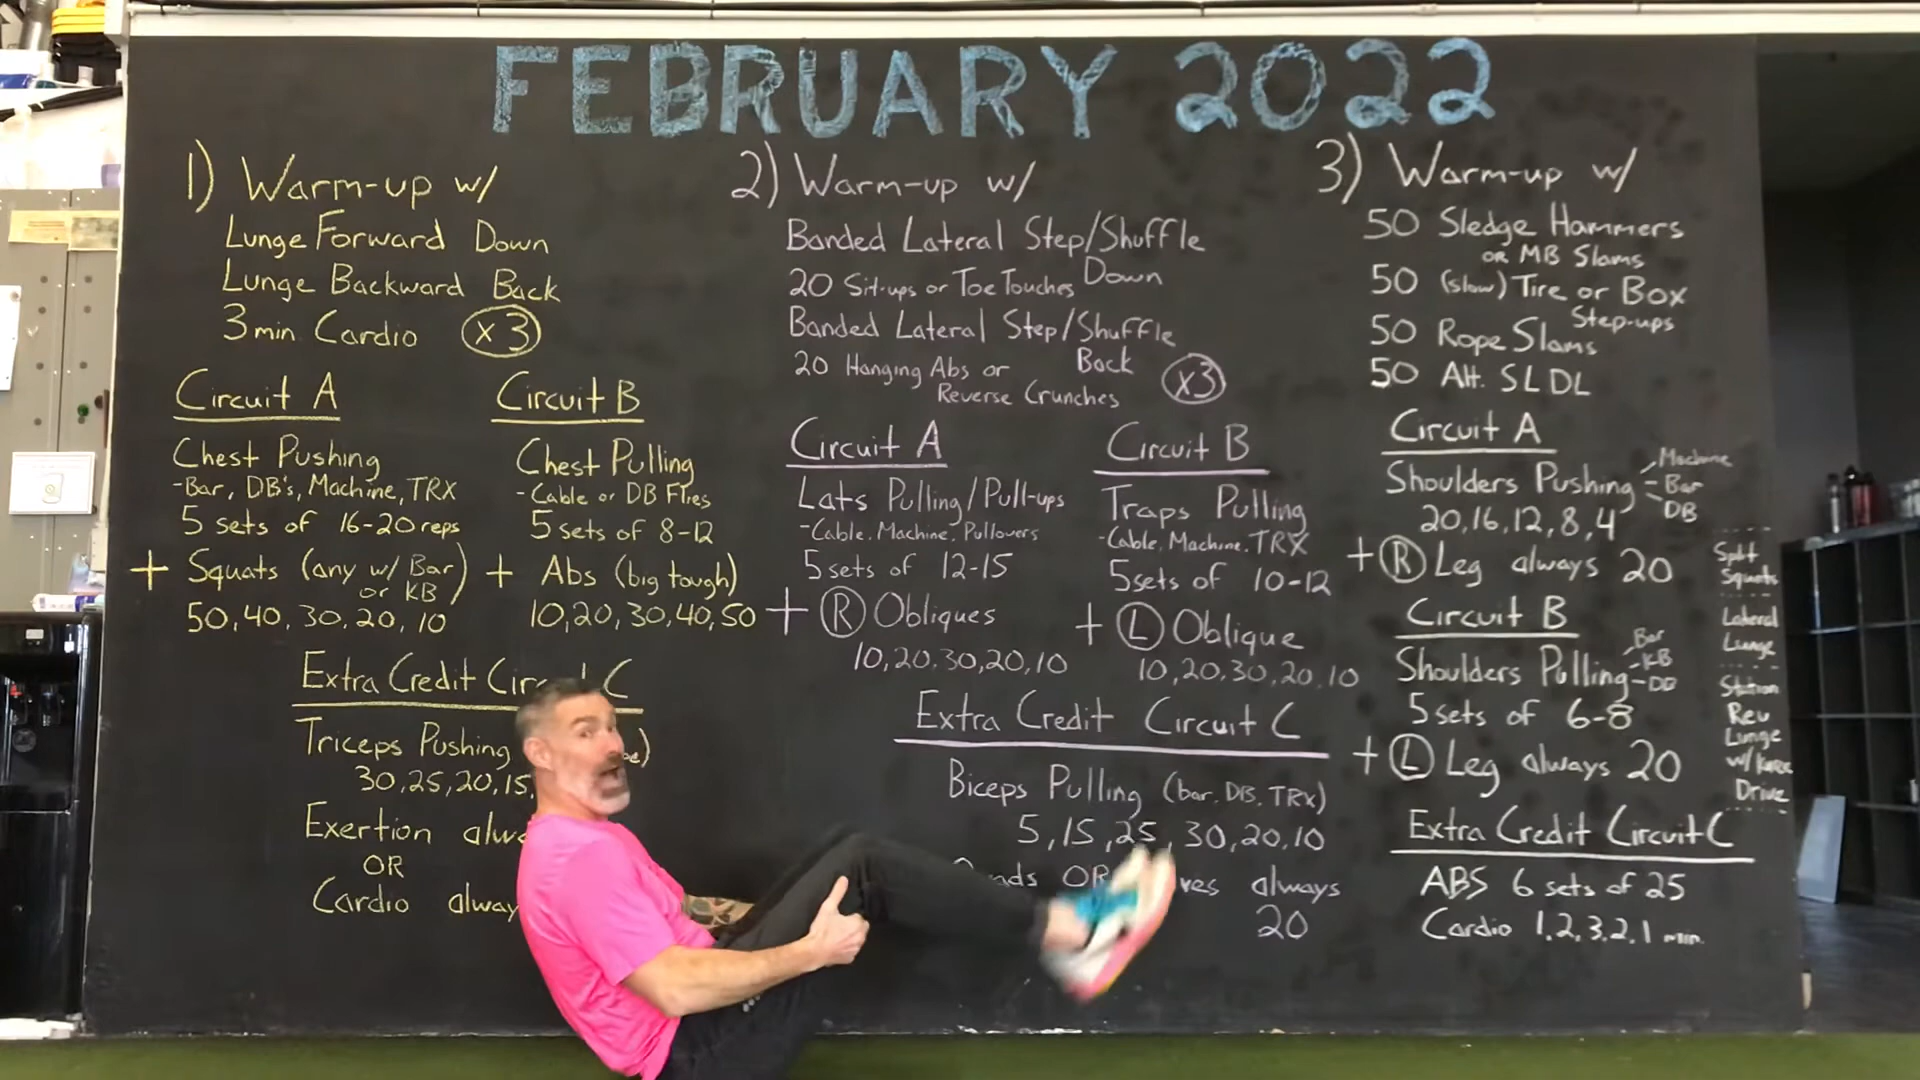 FEBRUARY 2022
1) Warm-up w/
Lunge Forward Down
Lunge Backward Back
3 min Cardio x3
Circuit A
Chest Pushing
-Bar, DB's, Machine, TRX
5 sets of 16-20 reps
+ Squats (any w/ Bar
or KB)
50, 40, 30, 20, 10
Circuit B
Chest Pulling
-Cable or DB Flies
5 sets of 8-12
+ Abs (big tough)
10, 20, 30, 40, 50
Extra Credit C
Triceps Pushing
30, 25, 20, 15,
Exertion
OR
Cardio
2) Warm-up w/
Banded Lateral Step/Shuffle
Down
20 Sit-ups or Toe Touches
Banded Lateral Step/Shuffle
Back
20 Hanging Abs or
Reverse Crunches x3
Circuit A
Lats Pulling/Pull-ups
-Cable, Machine, Pullovers
5 sets of 12-15
+ R Obliques
10, 20, 30, 20, 10
Circuit B
Traps Pulling
-Cable, Machine, TRX
5 sets of 10-12
+ L Oblique
10, 20, 30, 20, 10
Extra Credit Circuit C
Biceps Pulling (bar, DB, TRX)
5, 15, 25, 30, 20, 10
OR always
20
3) Warm-up w/
50 Sledge Hammers
or MB Slams
50 (slow) Tire or Box
Step-ups
50 Rope Slams
50 Alt. SLDL
Circuit A
Shoulders Pushing
- Machine
- Bar
- DB
20, 16, 12, 8, 4
+ R Leg always 20
Circuit B
Shoulders Pulling
- Bar
- KB
- DB
5 sets of 6-8
+ L Leg always 20
Split
Squats
Lateral
Lunge
Station
Rev
Lunge
w/ Knee
Drive
Extra Credit Circuit C
ABS 6 sets of 25
Cardio 1, 2, 3, 2, 1 min.